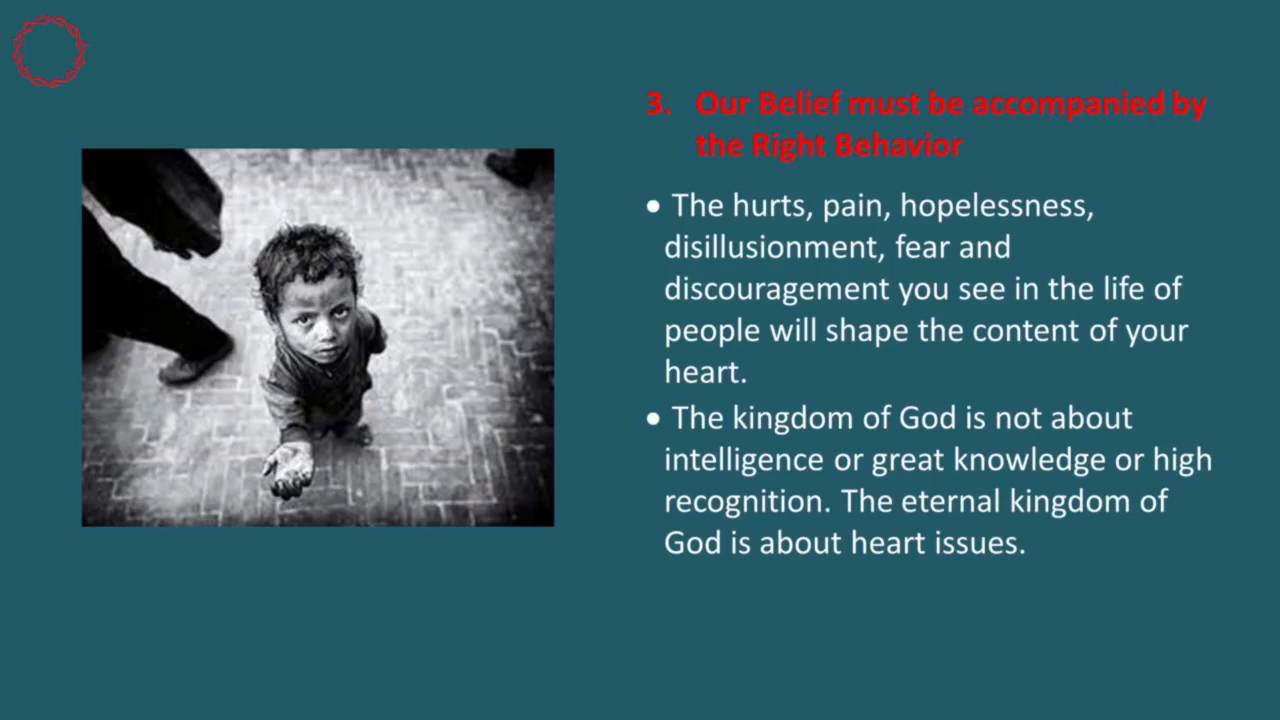 3. Our Belief must be accompanied by
the Right Behavior
• The hurts, pain, hopelessness,
disillusionment, fear and
discouragement you see in the life of
people will shape the content of your
heart.
• The kingdom of God is not about
intelligence or great knowledge or high
recognition. The eternal kingdom of
God is about heart issues.